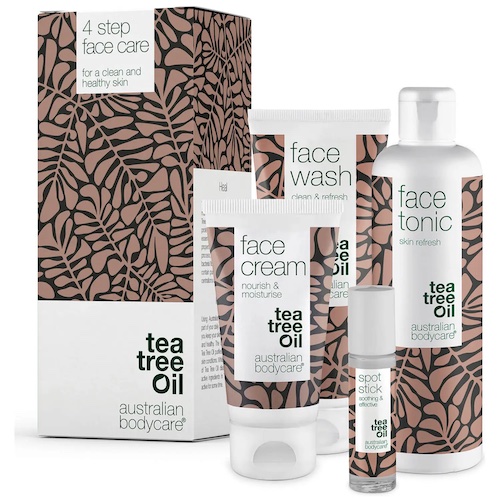 4 step
face care
for a clean and
healthy skin
tea
tree
oil
australian
bodycare®
Heal
face
wash
clean & refresh
face
cream
nourish &
moisturise
tea
tree
oil
australian
bodycare®
face
tonic
skin refresh
tea
tree
oil
australian
bodycare®
spot
stick
soothing &
effective
tea
tree
oil
australian
bodycare®